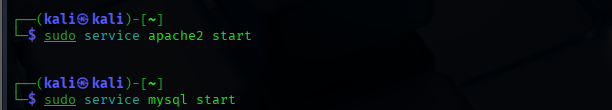 ┌──(kali㉿kali)-[~]
└─$ sudo service apache2 start
┌──(kali㉿kali)-[~]
└─$ sudo service mysql start